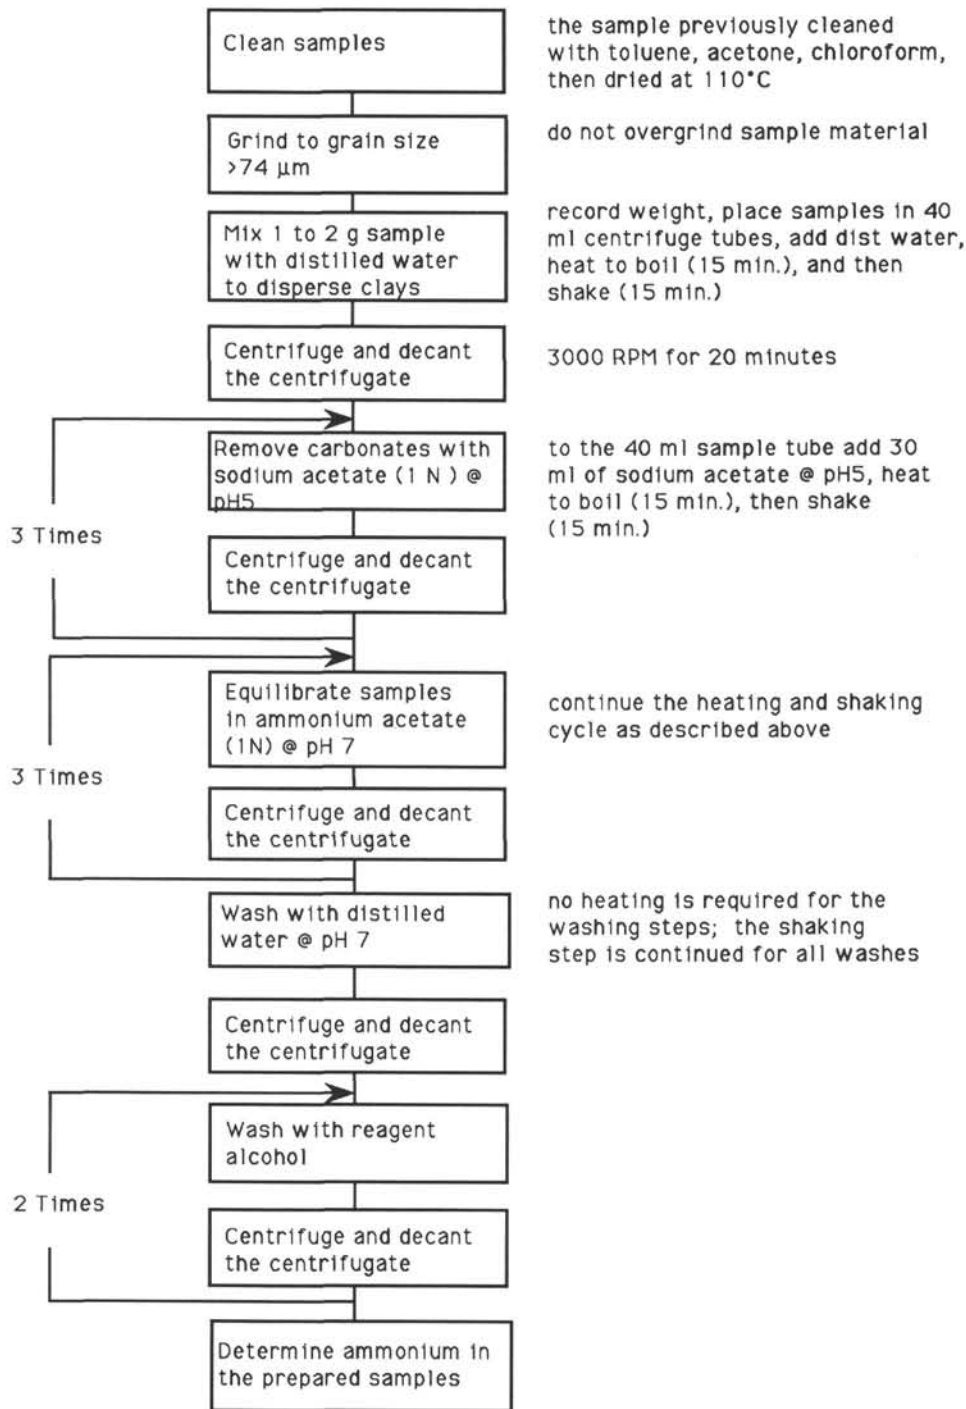 Clean samples
the sample previously cleaned
with toluene, acetone, chloroform,
then dried at 110°C
Grind to grain size
>74 μm
do not overgrind sample material
Mix 1 to 2 g sample
with distilled water
to disperse clays
record weight, place samples in 40
ml centrifuge tubes, add dist water,
heat to boil (15 min.), and then
shake (15 min.)
Centrifuge and decant
the centrifugate
3000 RPM for 20 minutes
3 Times
Remove carbonates with
sodium acetate (1 N ) @
pH5
to the 40 ml sample tube add 30
ml of sodium acetate @ pH5, heat
to boil (15 min.), then shake
(15 min.)
Centrifuge and decant
the centrifugate
3 Times
Equilibrate samples
in ammonium acetate
(1N) @ pH 7
continue the heating and shaking
cycle as described above
Centrifuge and decant
the centrifugate
Wash with distilled
water @ pH 7
no heating is required for the
washing steps; the shaking
step is continued for all washes
Centrifuge and decant
the centrifugate
2 Times
Wash with reagent
alcohol
Centrifuge and decant
the centrifugate
Determine ammonium in
the prepared samples